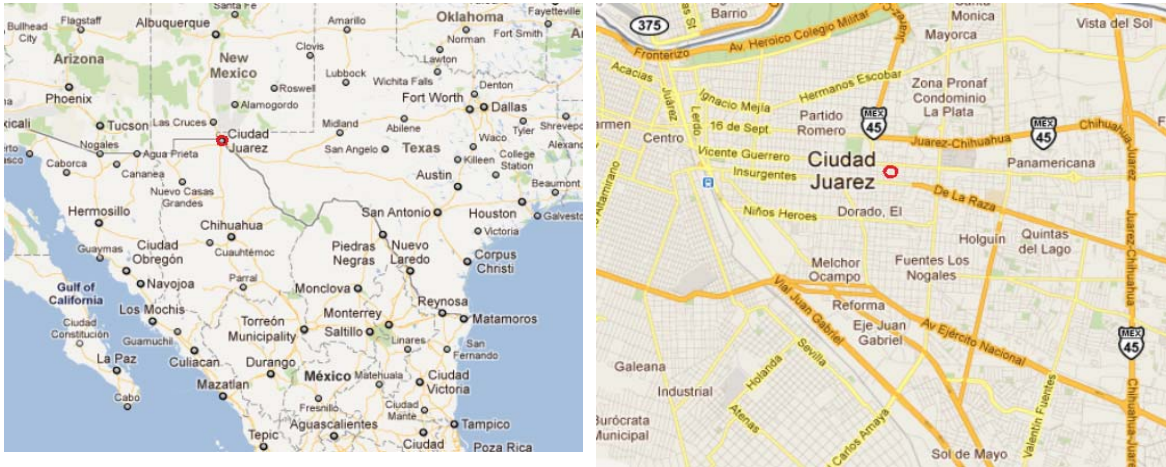 Santa Fe
Bullhead
City
Flagstaff
Albuquerque
Amarillo
Oklahoma
Fayetteville
Fort Smith
Norman
Arizona
New
Mexico
Clovis
Lawton
Lubbock
Wichita Falls
Roswell
Denton
Phoenix
Alamogordo
Fort Worth
Dallas
Tucson
Las Cruces
Ciudad
Juarez
Midland
Abilene
Tyler
Waco
Nogales
Agua Prieta
San Angelo
Texas
Killeen
College
Station
Caborca
Cananea
Nuevo Casas
Grandes
Austin
Beaumont
Hermosillo
Chihuahua
San Antonio
Houston
Galvesto
Victoria
Guaymas
Ciudad
Obregón
Cuauhtémoc
Piedras
Negras
Nuevo
Laredo
Corpus
Christi
Gulf of
California
Navojoa
Parral
Monclova
Reynosa
Matamoros
Los Mochis
Ciudad
Constitución
Guamuchil
Torreón
Municipality
Monterrey
Saltillo
Linares
San
Fernando
La Paz
Culiacan
Durango
México
Matehuala
Ciudad
Victoria
Cabo
Mazatlan
Fresnillo
Ciudad
Mante
Aguascalientes
Tampico
Tepic
Ciudad
Poza Rica
375
Barrio
Santa
Monica
Vista del Sol
Av. Heroico Colegio Militar
Mayorca
Fronterizo
Acacias
Juárez
Lerdo
Hermanos Escobar
Ignacio Mejía
Zona Pronaf
Condominio
La Plata
Partido
Romero
16 de Sept.
Centro
MEX
45
MEX
45
Juarez-Chihuahua
Chihuahua-Juarez
Vicente Guerrero
Insurgentes
Ciudad
Juarez
Panamericana
Altamirano
De La Raza
Niños Heroes
Dorado, El
Holguín
Quintas
del Lago
Juarez-Chihuahua
Melchor
Ocampo
Fuentes Los
Nogales
Vial Juan Gabriel
Reforma
Eje Juan
Gabriel
Av Ejército Nacional
MEX
45
Galeana
Sevilla
Holanda
Industrial
Atenas
Valentín Fuentes
Burócrata
Municipal
Carlos Amaya
Sol de Mayo